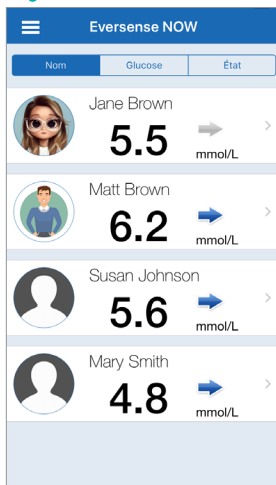 Eversense NOW
Nom Glucose État
Jane Brown
5.5
mmol/L
Matt Brown
6.2
mmol/L
Susan Johnson
5.6
mmol/L
Mary Smith
4.8
mmol/L